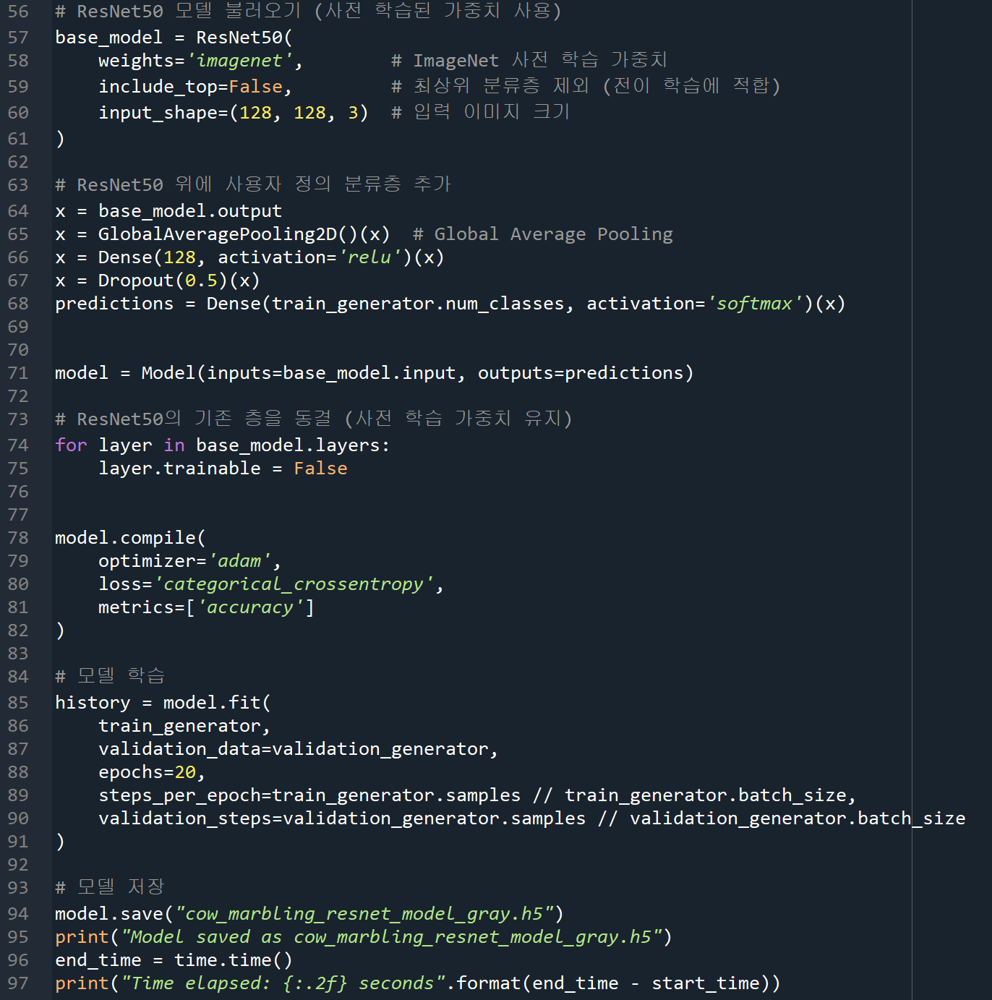 56 # ResNet50 모델 불러오기 (사전 학습된 가중치 사용)
57 base_model = ResNet50(
58     weights='imagenet',        # ImageNet 사전 학습 가중치
59     include_top=False,         # 최상위 분류층 제외 (전이 학습에 적합)
60     input_shape=(128, 128, 3)  # 입력 이미지 크기
61 )
62
63 # ResNet50 위에 사용자 정의 분류층 추가
64 x = base_model.output
65 x = GlobalAveragePooling2D()(x)  # Global Average Pooling
66 x = Dense(128, activation='relu')(x)
67 x = Dropout(0.5)(x)
68 predictions = Dense(train_generator.num_classes, activation='softmax')(x)
69
70
71 model = Model(inputs=base_model.input, outputs=predictions)
72
73 # ResNet50의 기존 층을 동결 (사전 학습 가중치 유지)
74 for layer in base_model.layers:
75     layer.trainable = False
76
77
78 model.compile(
79     optimizer='adam',
80     loss='categorical_crossentropy',
81     metrics=['accuracy']
82 )
83
84 # 모델 학습
85 history = model.fit(
86     train_generator,
87     validation_data=validation_generator,
88     epochs=20,
89     steps_per_epoch=train_generator.samples // train_generator.batch_size,
90     validation_steps=validation_generator.samples // validation_generator.batch_size
91 )
92
93 # 모델 저장
94 model.save("cow_marbling_resnet_model_gray.h5")
95 print("Model saved as cow_marbling_resnet_model_gray.h5")
96 end_time = time.time()
97 print("Time elapsed: {:.2f} seconds".format(end_time - start_time))